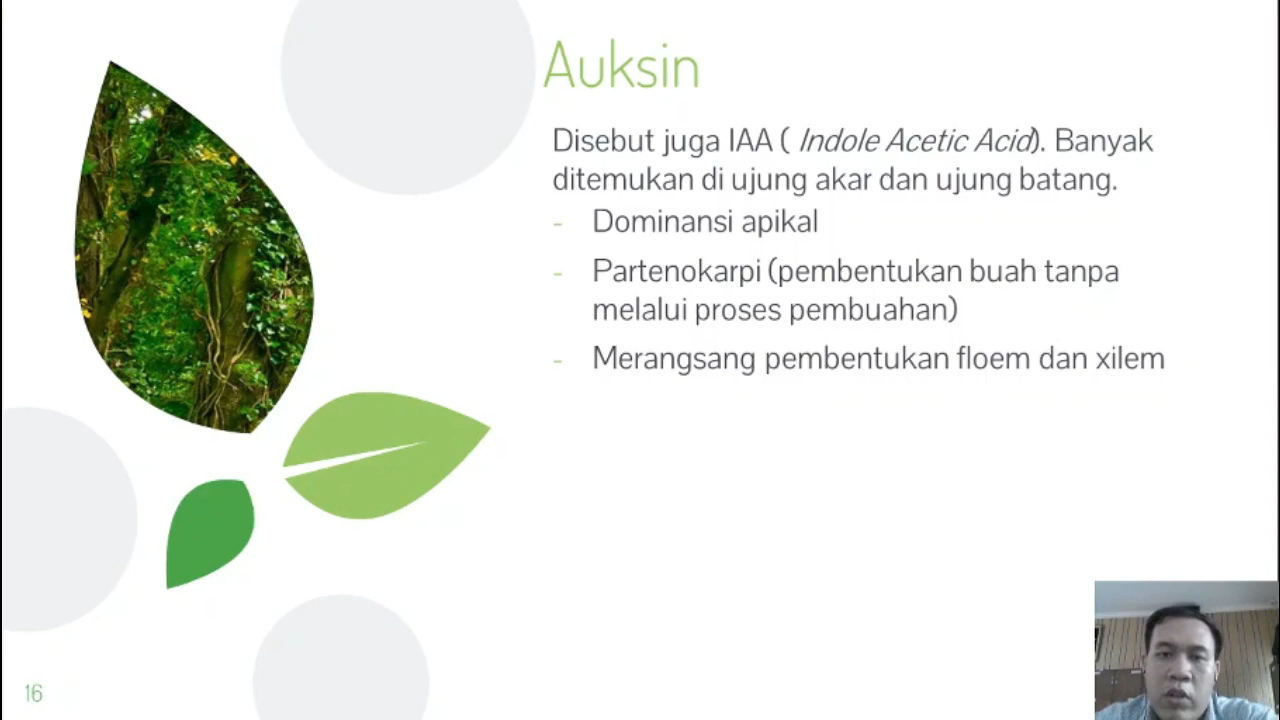 Auksin
Disebut juga IAA ( Indole Acetic Acid). Banyak
ditemukan di ujung akar dan ujung batang.
- Dominansi apikal
- Partenokarpi (pembentukan buah tanpa
melalui proses pembuahan)
- Merangsang pembentukan floem dan xilem
16